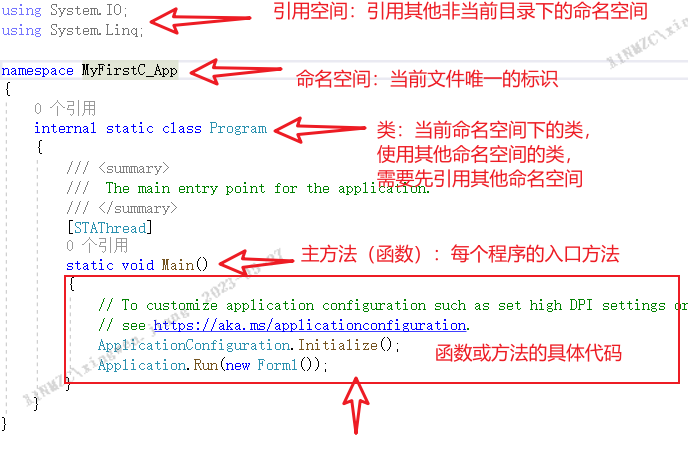 using System.IO;
引用空间：引用其他非当前目录下的命名空间
using System.Linq;
namespace MyFirstC_App
命名空间：当前文件唯一的标识
{
0 个引用
internal static class Program
类：当前命名空间下的类，
{
使用其他命名空间的类，
/// <summary>
需要先引用其他命名空间
/// The main entry point for the application.
/// </summary>
[STAThread]
0 个引用
static void Main()
主方法（函数）：每个程序的入口方法
{
// To customize application configuration such as set high DPI settings or
// see https://aka.ms/applicationconfiguration.
ApplicationConfiguration.Initialize();
函数或方法的具体代码
Application.Run(new Form1());
}
}
}